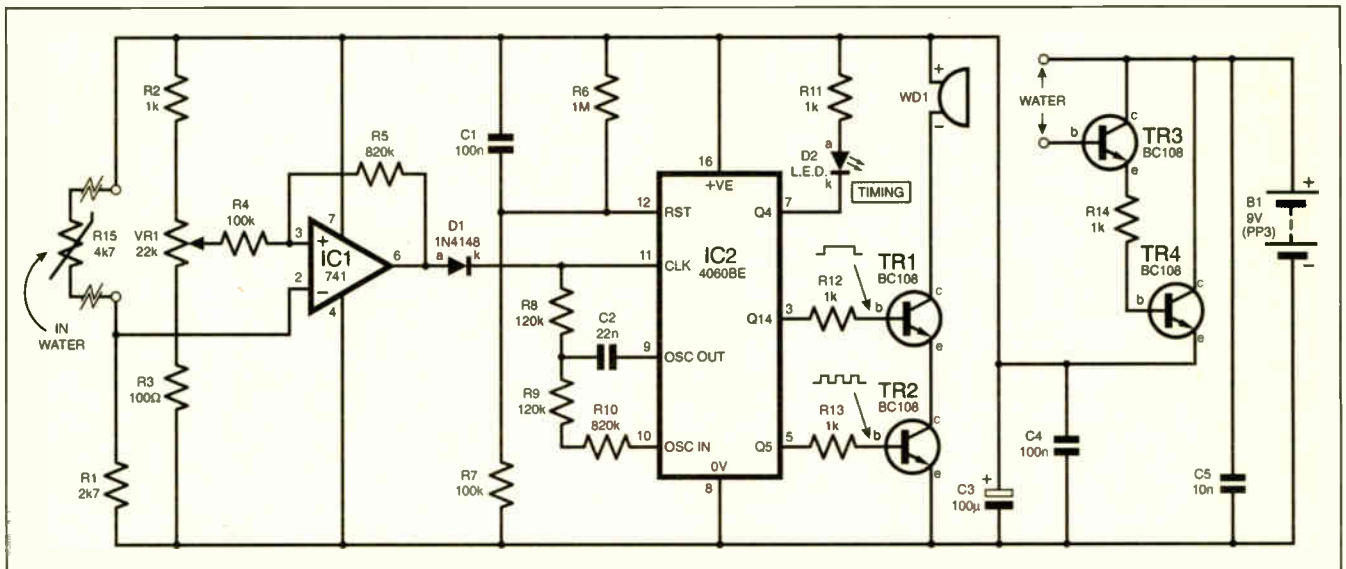 R2
1k
R15
4k7
IN
WATER
R1
2k7
VR1
22k
R3
100Ω
R4
100k
R5
820k
3
+
2
−
7
IC1
741
6
4
D1
1N4148
a
k
C1
100n
R6
1M
R7
100k
R8
120k
C2
22n
R9
120k
R10
820k
16
+VE
12
RST
11
CLK
9
OSC OUT
10
OSC IN
IC2
4060BE
Q4
7
Q14
3
Q5
5
0V
8
R11
1k
a
D2
L.E.D.
k
TIMING
WD1
+
−
R12
1k
TR1
BC108
b
c
e
R13
1k
TR2
BC108
b
c
e
+
C3
100µ
C4
100n
WATER
TR3
BC108
b
c
e
R14
1k
TR4
BC108
b
c
e
C5
10n
B1
9V
(PP3)
+
−